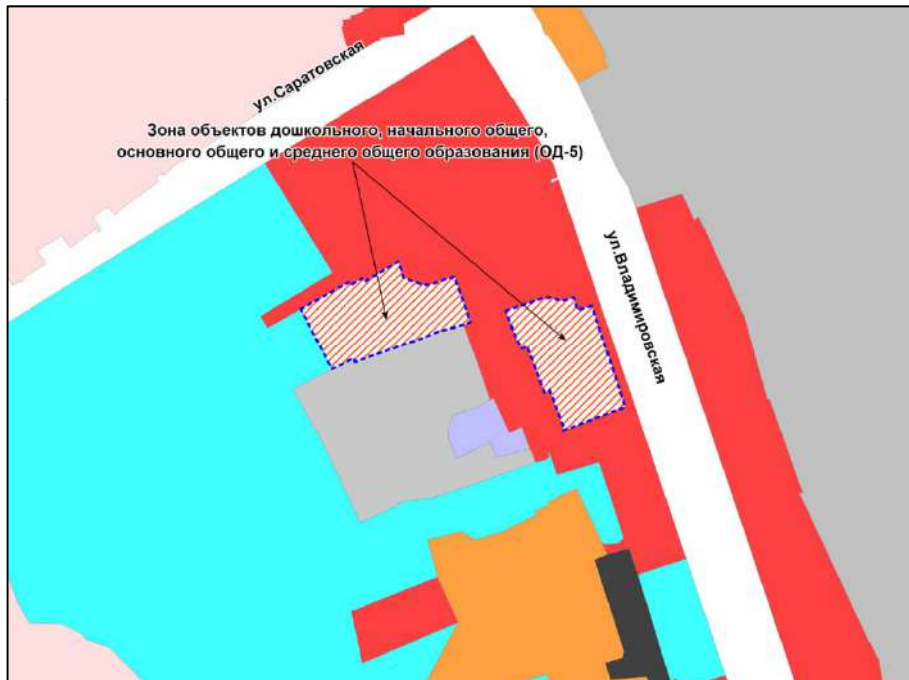 ул.Саратовская
Зона объектов дошкольного, начального общего,
основного общего и среднего общего образования (ОД-5)
ул.Владимировская